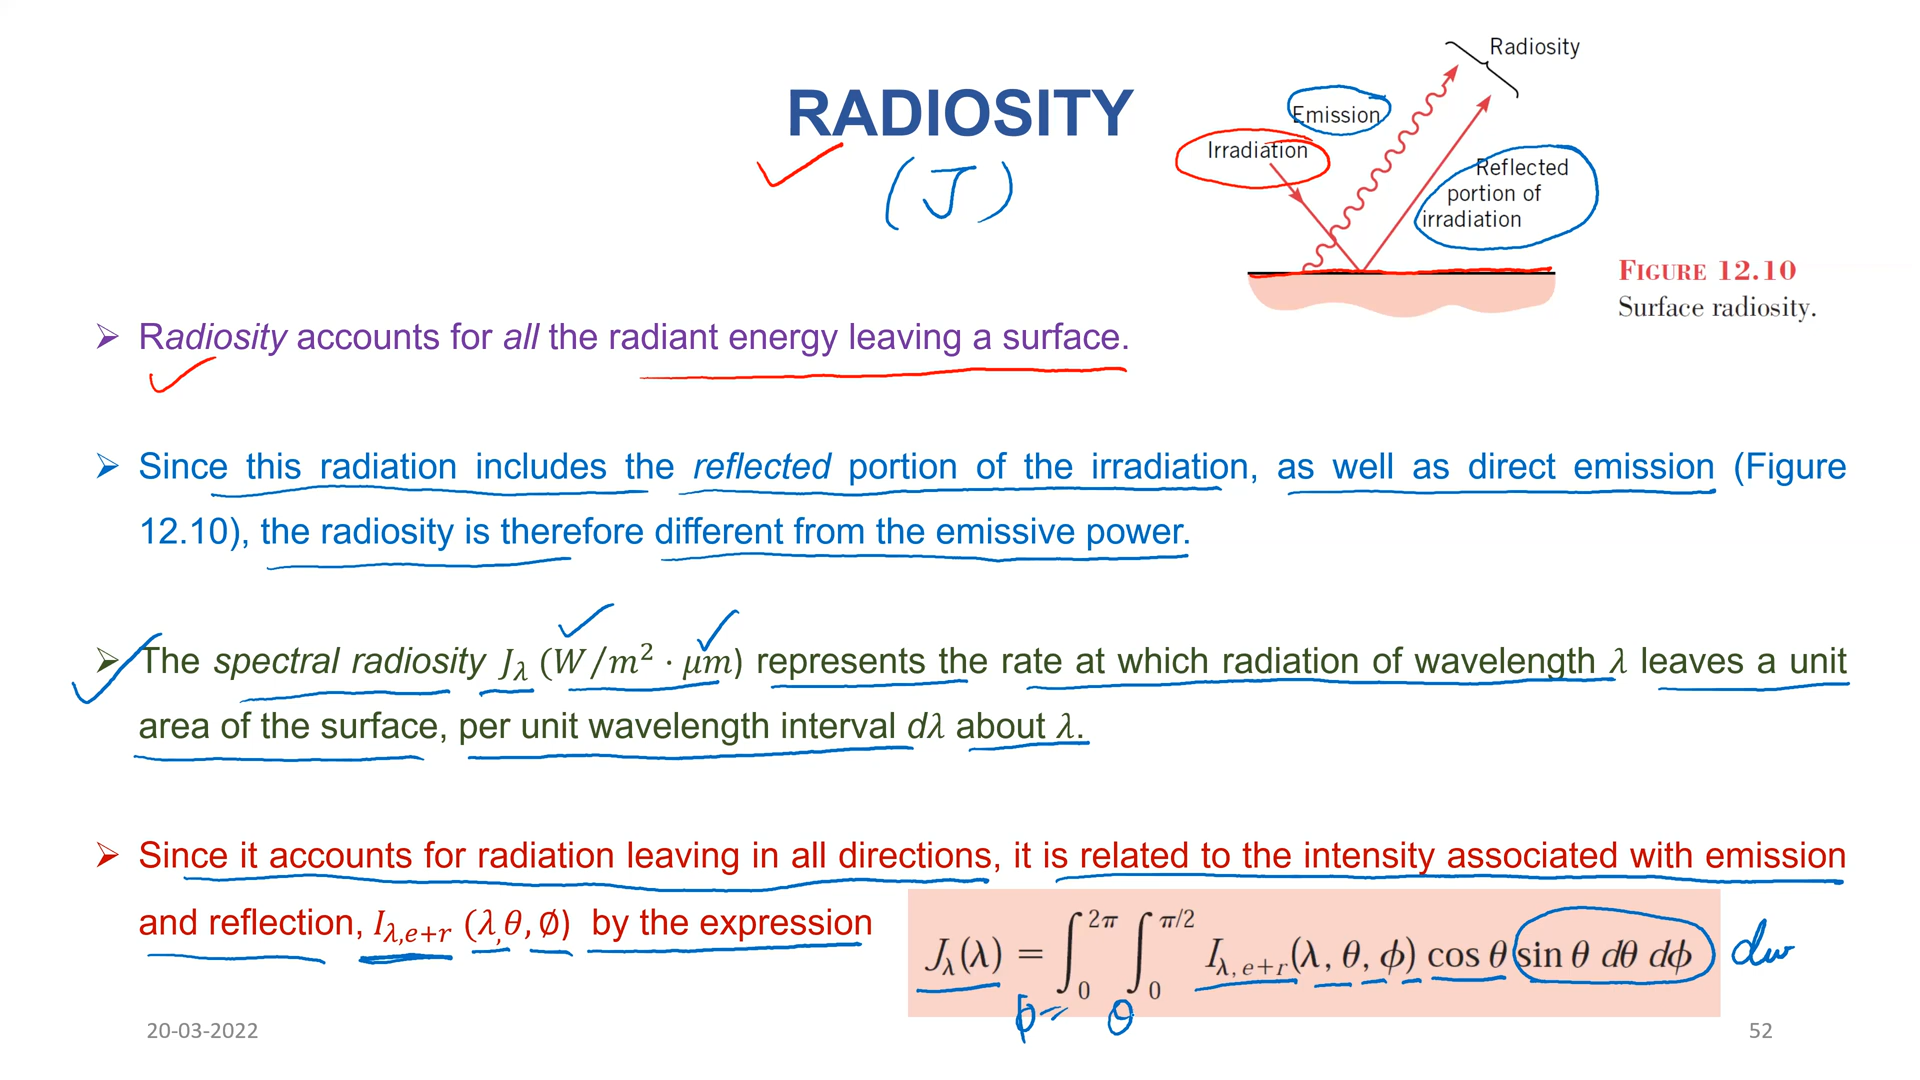 RADIOSITY
(J)
Radiosity
Emission
Irradiation
Reflected
portion of
irradiation
FIGURE 12.10
Surface radiosity.
➢ Radiosity accounts for all the radiant energy leaving a surface.
➢ Since this radiation includes the reflected portion of the irradiation, as well as direct emission (Figure
12.10), the radiosity is therefore different from the emissive power.
➢ The spectral radiosity J_λ (W/m² · μm) represents the rate at which radiation of wavelength λ leaves a unit
area of the surface, per unit wavelength interval dλ about λ.
➢ Since it accounts for radiation leaving in all directions, it is related to the intensity associated with emission
and reflection, I_λ,e+r (λ,θ,∅) by the expression
J_λ(λ) = ∫₀^2π ∫₀^π/2 I_λ,e+r(λ, θ, ϕ) cos θ sin θ dθ dϕ dω
ϕ= θ
20-03-2022
52